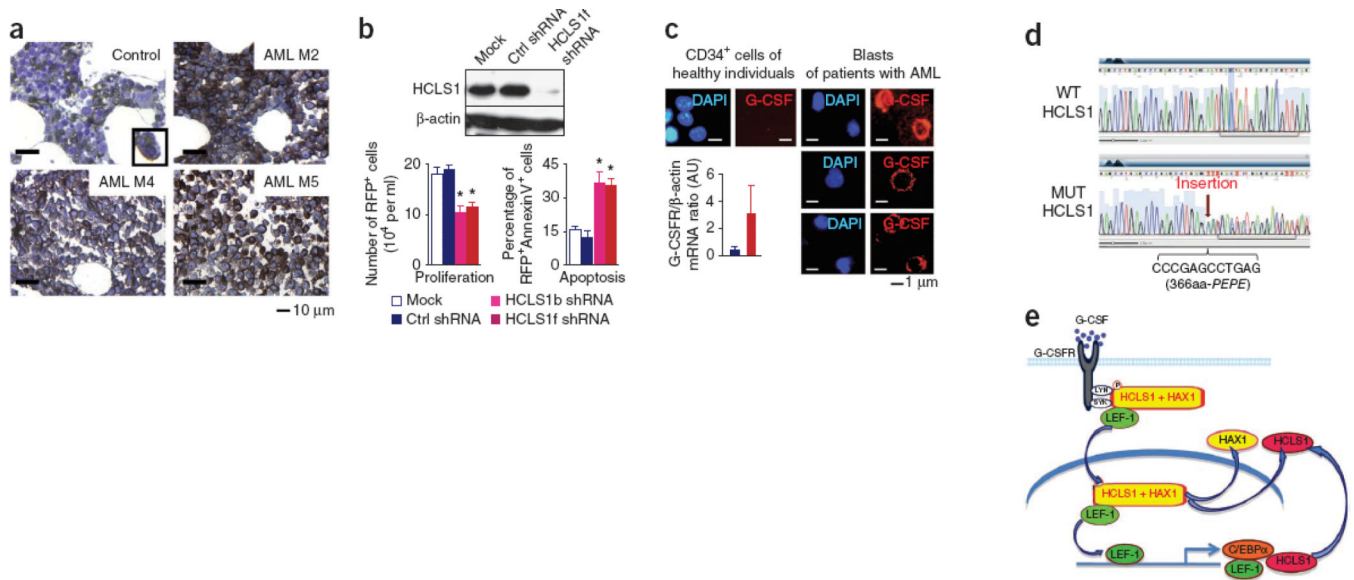 a
Control
AML M2
AML M4
AML M5
10 μm
b
Mock
Ctrl shRNA
HCLS1f
shRNA
HCLS1
β-actin
Number of RFP⁺ cells
(10⁴ per ml)
20
10
0
Proliferation
*
*
Percentage of
RFP⁺AnnexinV⁺ cells
45
30
15
0
Apoptosis
*
*
Mock
HCLS1b shRNA
Ctrl shRNA
HCLS1f shRNA
c
CD34⁺ cells of
healthy individuals
Blasts
of patients with AML
DAPI
G-CSF
DAPI
G-CSF
DAPI
G-CSF
DAPI
G-CSF
G-CSFR/β-actin
mRNA ratio (AU)
6
4
2
0
1 μm
d
WT
HCLS1
MUT
HCLS1
Insertion
CCCGAGCCTGAG
(366aa-PEPE)
e
G-CSF
G-CSFR
LYN
P
SYK
HCLS1 + HAX1
LEF-1
HAX1
HCLS1
HCLS1 + HAX1
LEF-1
LEF-1
C/EBPα
LEF-1
HCLS1